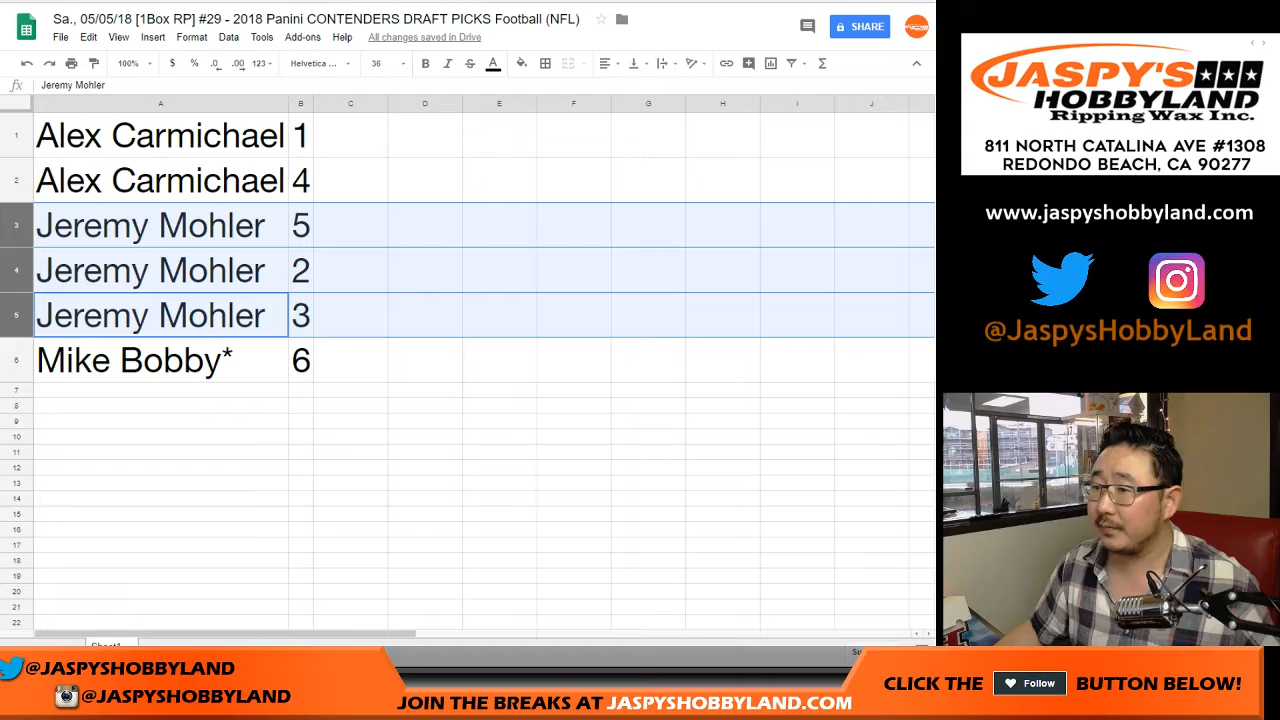 Sa., 05/05/18 [1Box RP] #29 - 2018 Panini CONTENDERS DRAFT PICKS Football (NFL)
File Edit View Insert Format Data Tools Add-ons Help All changes saved in Drive
SHARE
100% $ % .0 .00 123 Helvetica ... 36 B I S A
fx Jeremy Mohler
A B C D E F G H I J
1 Alex Carmichael 1
2 Alex Carmichael 4
3 Jeremy Mohler 5
4 Jeremy Mohler 2
5 Jeremy Mohler 3
6 Mike Bobby* 6
7
8
9
10
11
12
13
14
15
16
17
18
19
20
21
22
JASPY'S
HOBBYLAND
Ripping Wax Inc.
811 NORTH CATALINA AVE #1308
REDONDO BEACH, CA 90277
www.jaspyshobbyland.com
@JaspysHobbyLand
@JASPYSHOBBYLAND
@JASPYSHOBBYLAND
JOIN THE BREAKS AT JASPYSHOBBYLAND.COM
CLICK THE Follow BUTTON BELOW!